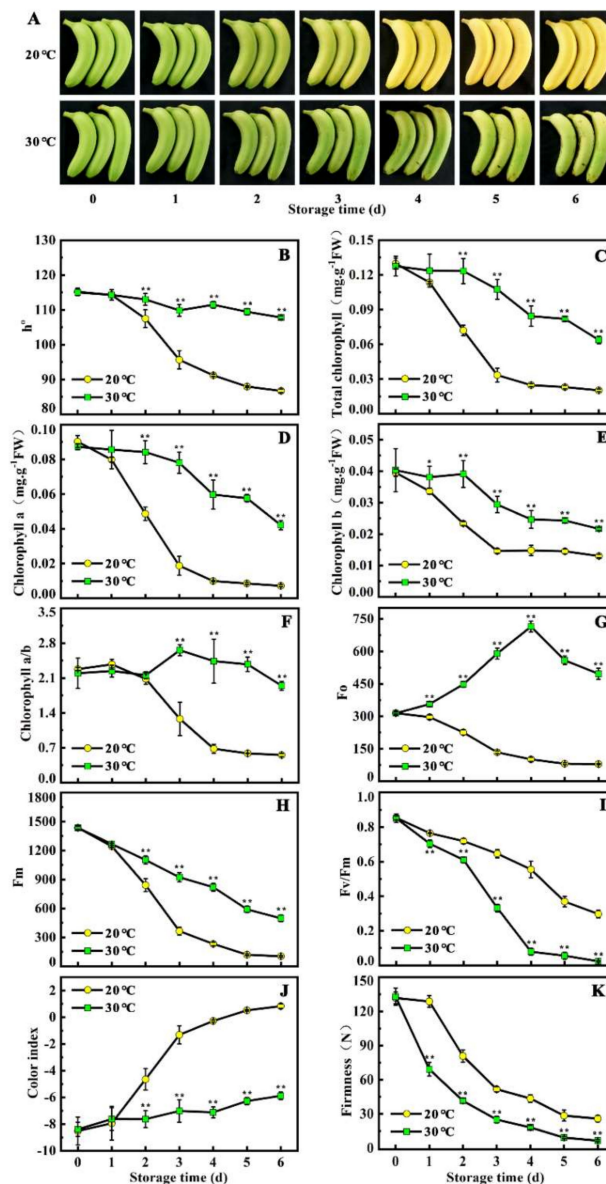 A
20°C
30°C
0 1 2 3 4 5 6
Storage time (d)
B
h°
120
115
110
105
100
90
85
20°C
30°C
** ** ** ** **
C
Total chlorophyll (mg.g-1FW)
0.15
0.12
0.09
0.06
0.03
0.00
20°C
30°C
** ** ** ** **
D
Chlorophyll a (mg.g-1FW)
0.10
0.08
0.06
0.04
0.02
0.00
20°C
30°C
** ** ** ** **
E
Chlorophyll b (mg.g-1FW)
0.05
0.04
0.03
0.02
0.01
0.00
20°C
30°C
* ** ** ** ** **
F
Chlorophyll a/b
3.5
2.8
2.1
1.4
0.7
0.0
20°C
30°C
** ** ** **
G
Fo
750
600
450
300
150
0
20°C
30°C
** ** ** ** ** **
H
Fm
1800
1500
1200
900
600
300
0
20°C
30°C
** ** ** ** **
I
Fv/Fm
1.0
0.8
0.6
0.4
0.2
0.0
20°C
30°C
** ** ** ** ** **
J
Color index
2
0
-2
-4
-6
-8
-10
20°C
30°C
** ** ** ** **
0 1 2 3 4 5 6
Storage time (d)
K
Firmness (N)
150
120
90
60
30
0
20°C
30°C
** ** ** ** ** **
0 1 2 3 4 5 6
Storage time (d)